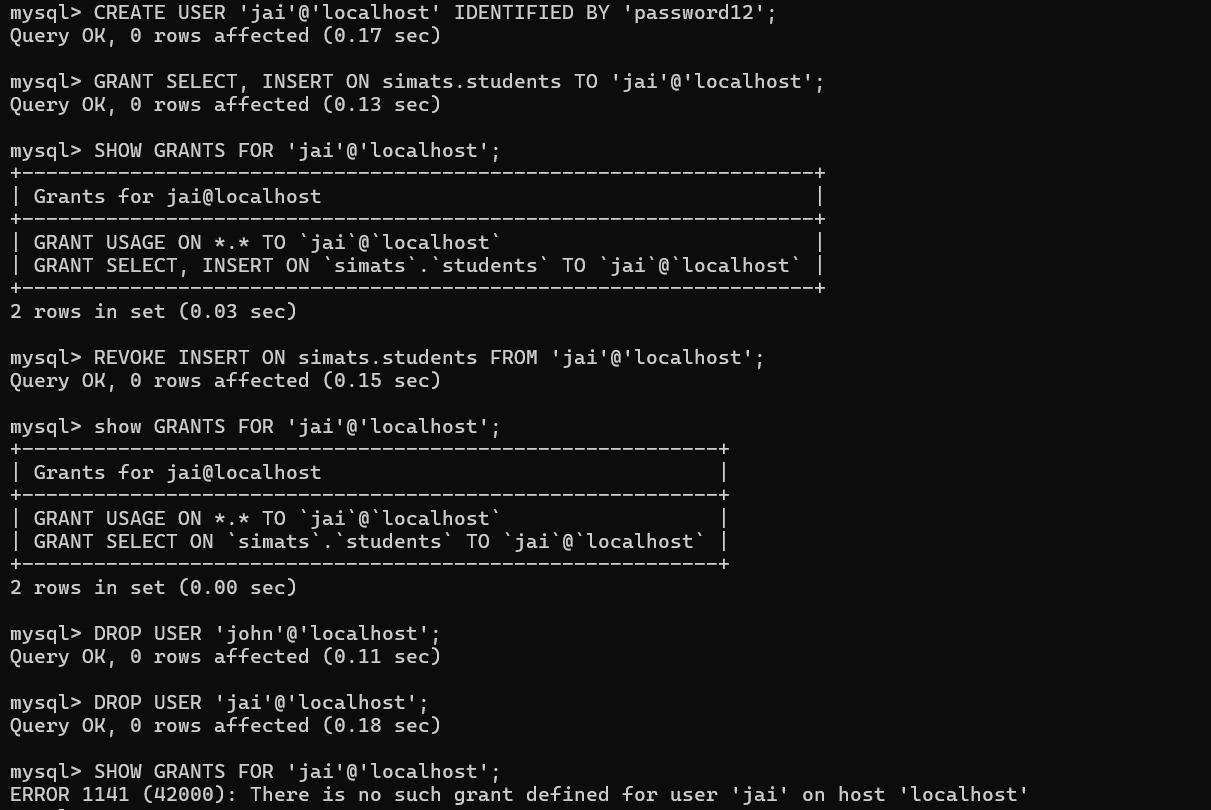 mysql> CREATE USER 'jai'@'localhost' IDENTIFIED BY 'password12';
Query OK, 0 rows affected (0.17 sec)

mysql> GRANT SELECT, INSERT ON simats.students TO 'jai'@'localhost';
Query OK, 0 rows affected (0.13 sec)

mysql> SHOW GRANTS FOR 'jai'@'localhost';
+------------------------------------------------------------------+
| Grants for jai@localhost                                         |
+------------------------------------------------------------------+
| GRANT USAGE ON *.* TO `jai`@`localhost`                          |
| GRANT SELECT, INSERT ON `simats`.`students` TO `jai`@`localhost` |
+------------------------------------------------------------------+
2 rows in set (0.03 sec)

mysql> REVOKE INSERT ON simats.students FROM 'jai'@'localhost';
Query OK, 0 rows affected (0.15 sec)

mysql> show GRANTS FOR 'jai'@'localhost';
+----------------------------------------------------------+
| Grants for jai@localhost                                 |
+----------------------------------------------------------+
| GRANT USAGE ON *.* TO `jai`@`localhost`                  |
| GRANT SELECT ON `simats`.`students` TO `jai`@`localhost` |
+----------------------------------------------------------+
2 rows in set (0.00 sec)

mysql> DROP USER 'john'@'localhost';
Query OK, 0 rows affected (0.11 sec)

mysql> DROP USER 'jai'@'localhost';
Query OK, 0 rows affected (0.18 sec)

mysql> SHOW GRANTS FOR 'jai'@'localhost';
ERROR 1141 (42000): There is no such grant defined for user 'jai' on host 'localhost'